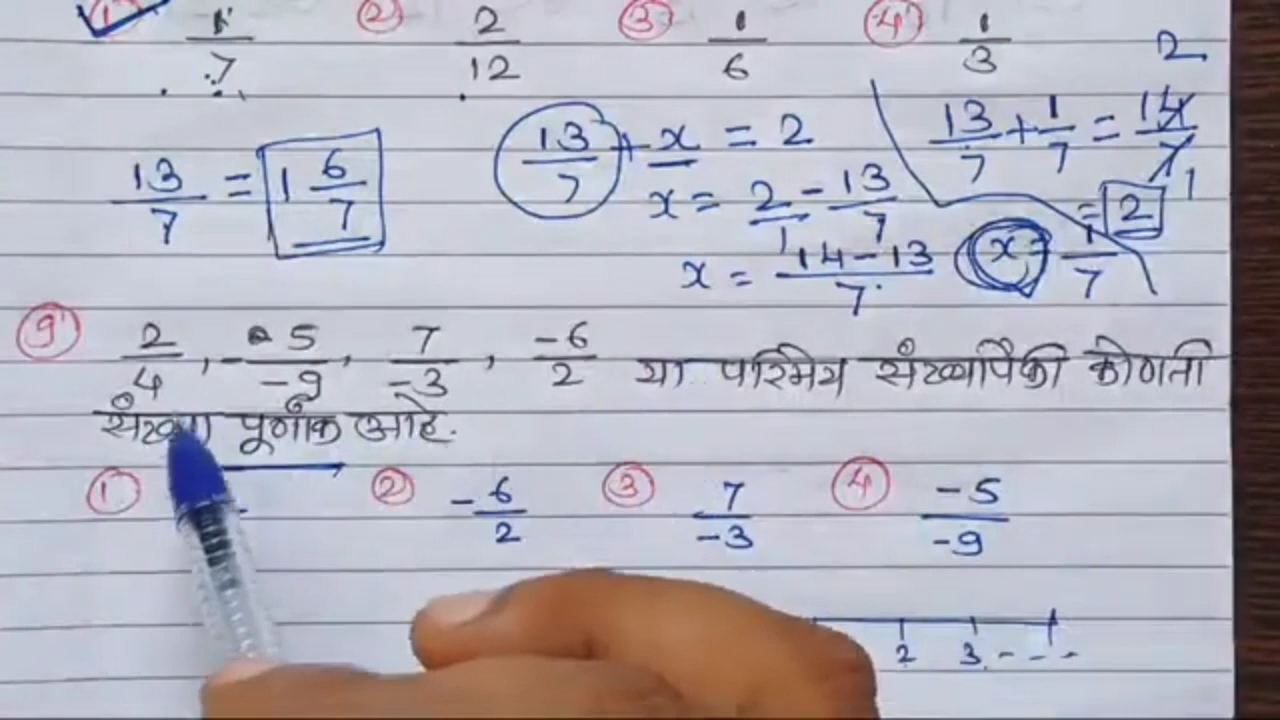 ① 1/7 ② 2/12 ③ 1/6 ④ 1/3
13/7 = 1 6/7
13/7 + x = 2
x = 2/1 - 13/7
x = 14-13/7
x = 1/7
13/7 + 1/7 = 14/7 2 1
= 2
9 2/4, -5/-9, 7/-3, -6/2 या परिमेय संख्यापैकी कोणती
संख्या पूर्णांक आहे.
① ② -6/2 ③ 7/-3 ④ -5/-9
2 3 - - -